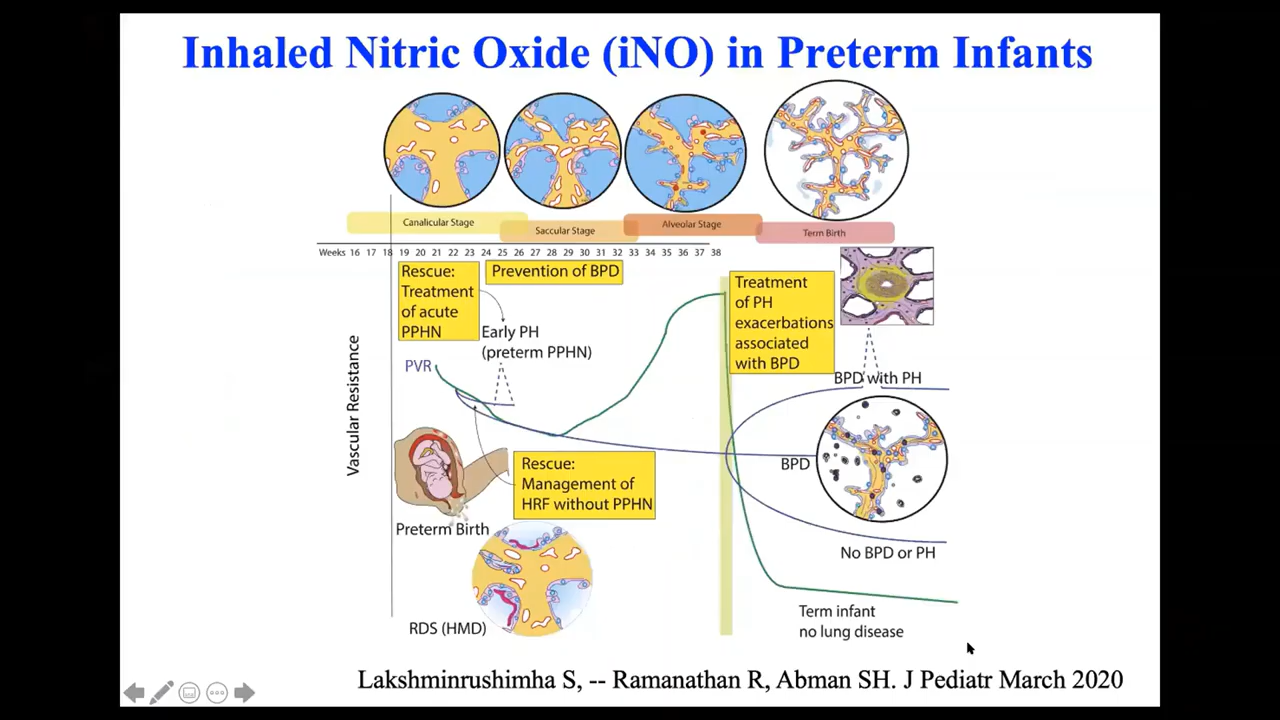 Inhaled Nitric Oxide (iNO) in Preterm Infants
Canalicular Stage
Saccular Stage
Alveolar Stage
Term Birth
Weeks 16 17 18 19 20 21 22 23 24 25 26 27 28 29 30 31 32 33 34 35 36 37 38
Rescue:
Treatment
of acute
PPHN
Prevention of BPD
Early PH
(preterm PPHN)
Treatment
of PH
exacerbations
associated
with BPD
PVR
Vascular Resistance
BPD with PH
BPD
Rescue:
Management of
HRF without PPHN
Preterm Birth
No BPD or PH
RDS (HMD)
Term infant
no lung disease
Lakshminrushimha S, -- Ramanathan R, Abman SH. J Pediatr March 2020